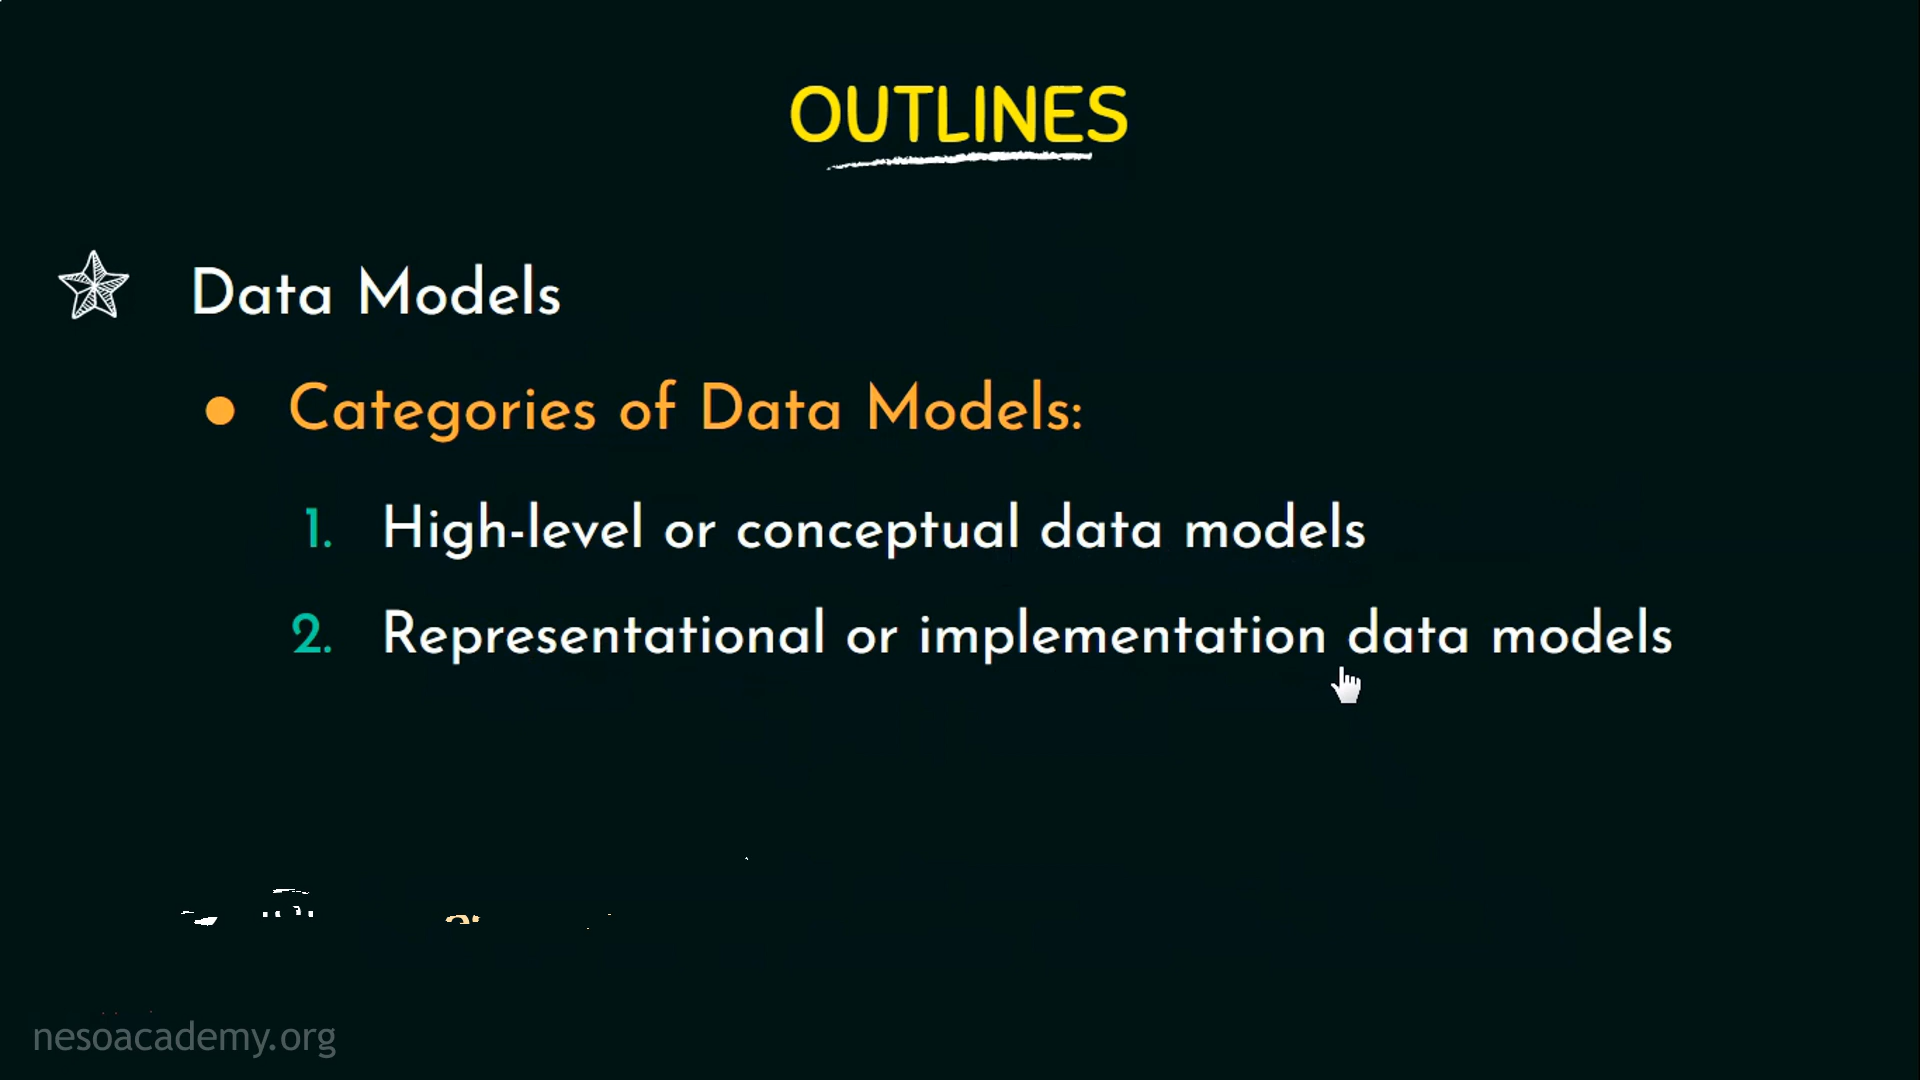 OUTLINES
Data Models
Categories of Data Models:
1. High-level or conceptual data models
2. Representational or implementation data models
nesoacademy.org